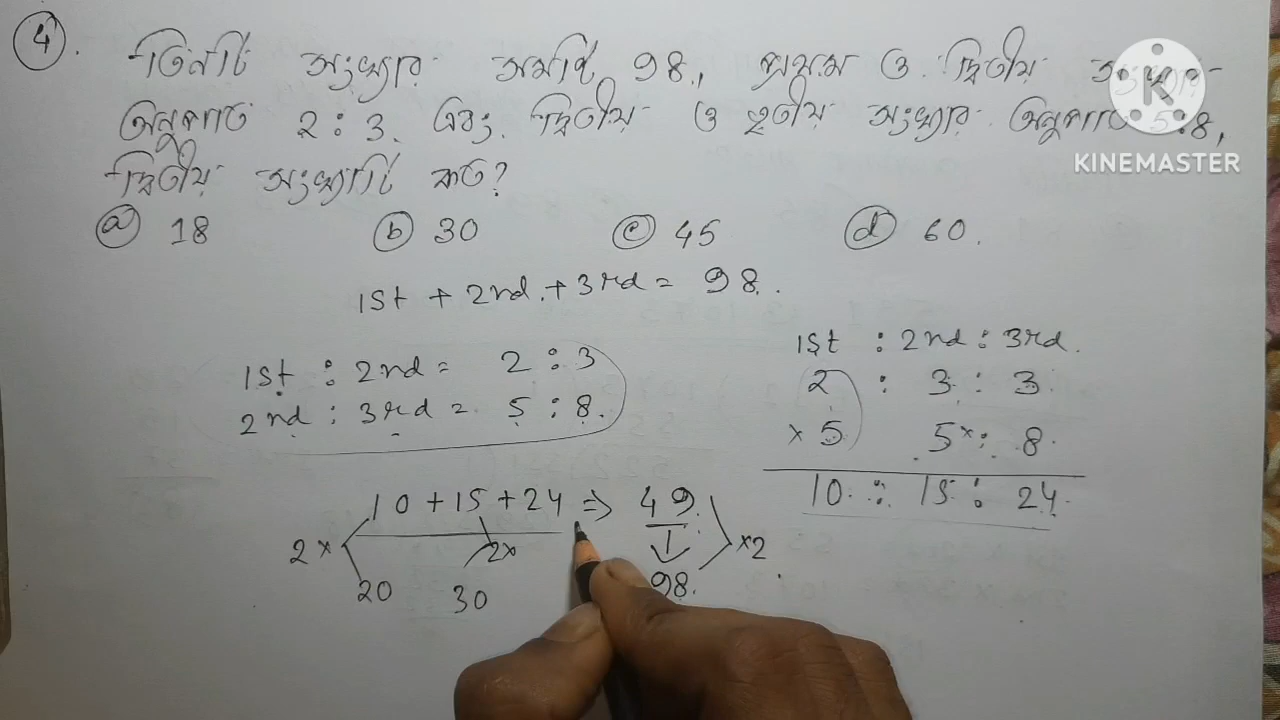 4. তিনটি সংখ্যার সমষ্টি 98, প্রথম ও দ্বিতীয় সংখ্যার
অনুপাত 2 : 3 এবং দ্বিতীয় ও তৃতীয় সংখ্যার অনুপাত 5:8,
দ্বিতীয় সংখ্যাটি কত?
KINEMASTER
a 18 b 30 c 45 d 60.
1st + 2nd + 3rd = 98.
1st : 2nd = 2 : 3
2nd : 3rd = 5 : 8.
1st : 2nd : 3rd.
2 : 3 : 3
× 5 5× : 8
10 : 15 : 24
10 + 15 + 24 ⇒ 49
2× 2× ×2
20 30 98.